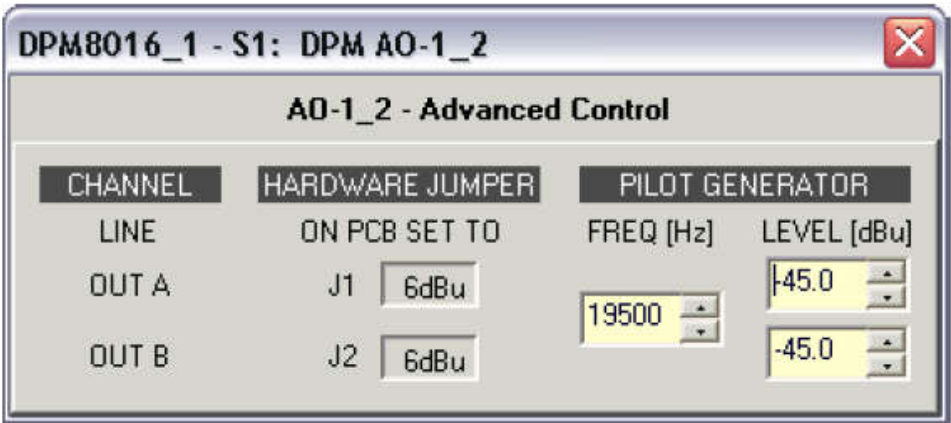 DPM8016_1 - S1: DPM AO-1_2
AO-1_2 - Advanced Control
CHANNEL HARDWARE JUMPER PILOT GENERATOR
LINE ON PCB SET TO FREQ [Hz] LEVEL [dBu]
OUT A J1 6dBu -45.0
19500
OUT B J2 6dBu -45.0